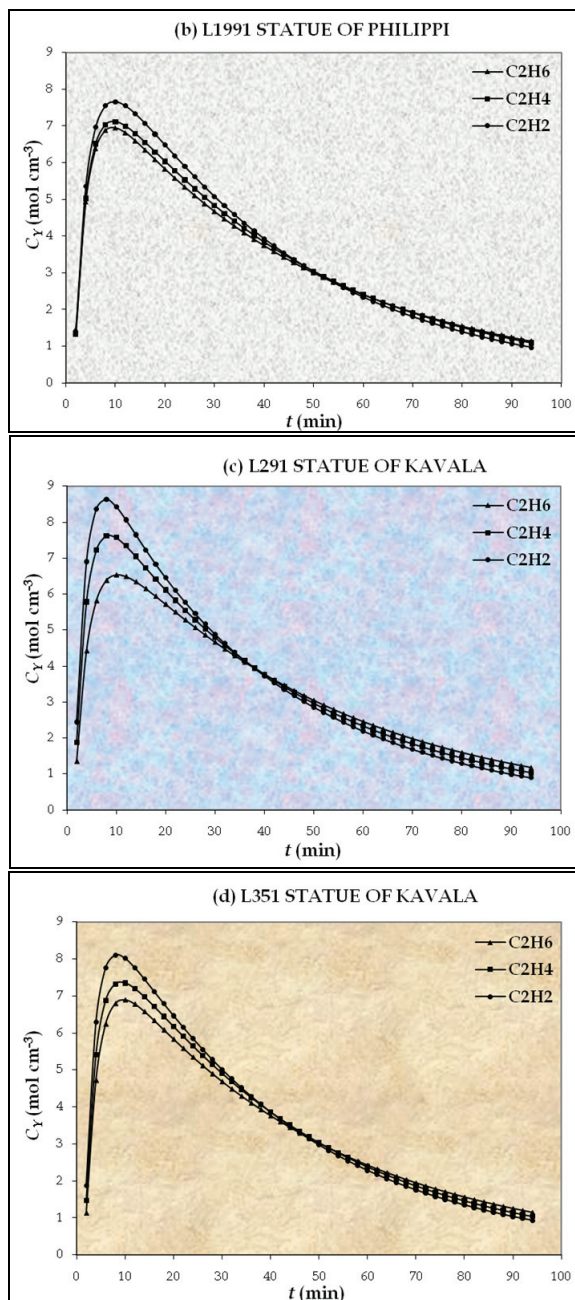 (b) L1991 STATUE OF PHILIPPI
9
8
7
6
5
4
3
2
1
0
C2H6
C2H4
C2H2
CY (mol cm-3)
0 10 20 30 40 50 60 70 80 90 100
t (min)
(c) L291 STATUE OF KAVALA
9
8
7
6
5
4
3
2
1
0
C2H6
C2H4
C2H2
CY (mol cm-3)
0 10 20 30 40 50 60 70 80 90 100
t (min)
(d) L351 STATUE OF KAVALA
9
8
7
6
5
4
3
2
1
0
C2H6
C2H4
C2H2
CY (mol cm-3)
0 10 20 30 40 50 60 70 80 90 100
t (min)